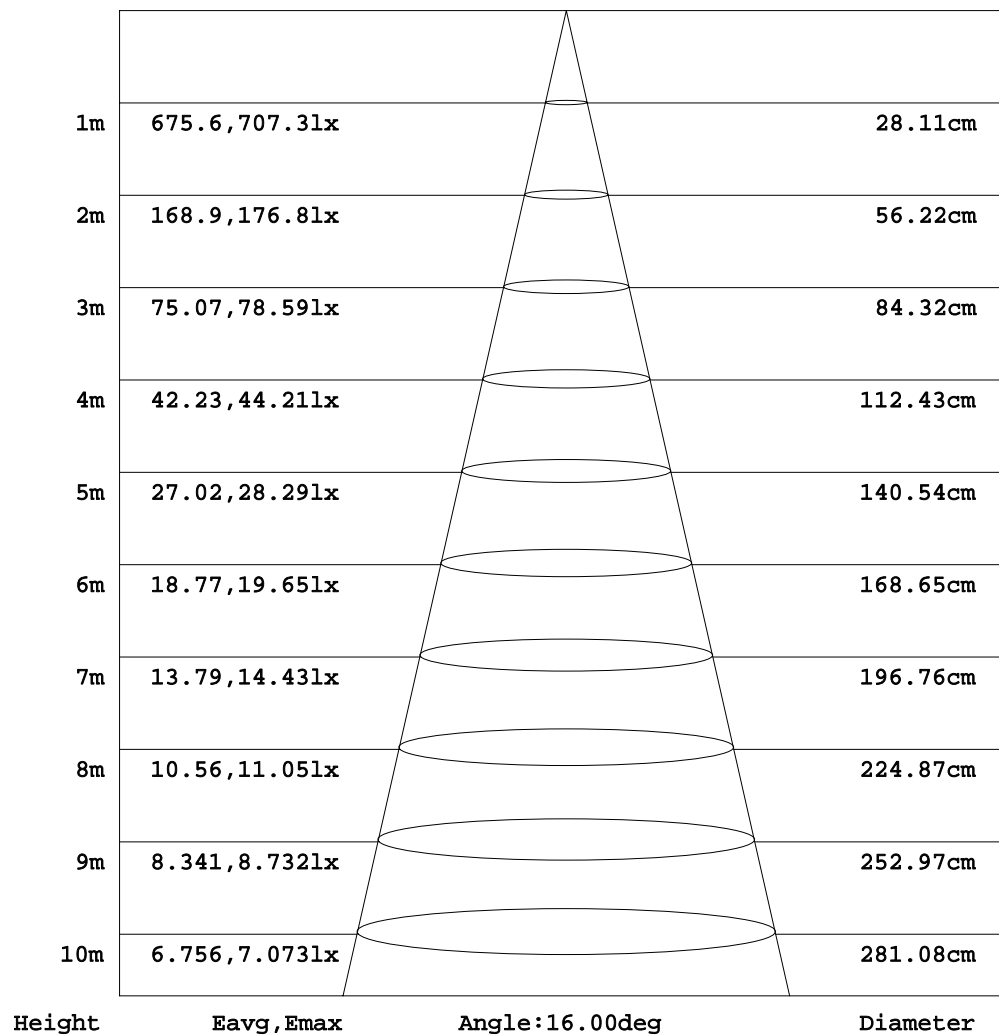 1m 675.6,707.3lx 28.11cm
2m 168.9,176.8lx 56.22cm
3m 75.07,78.59lx 84.32cm
4m 42.23,44.21lx 112.43cm
5m 27.02,28.29lx 140.54cm
6m 18.77,19.65lx 168.65cm
7m 13.79,14.43lx 196.76cm
8m 10.56,11.05lx 224.87cm
9m 8.341,8.732lx 252.97cm
10m 6.756,7.073lx 281.08cm
Height Eavg,Emax Angle:16.00deg Diameter